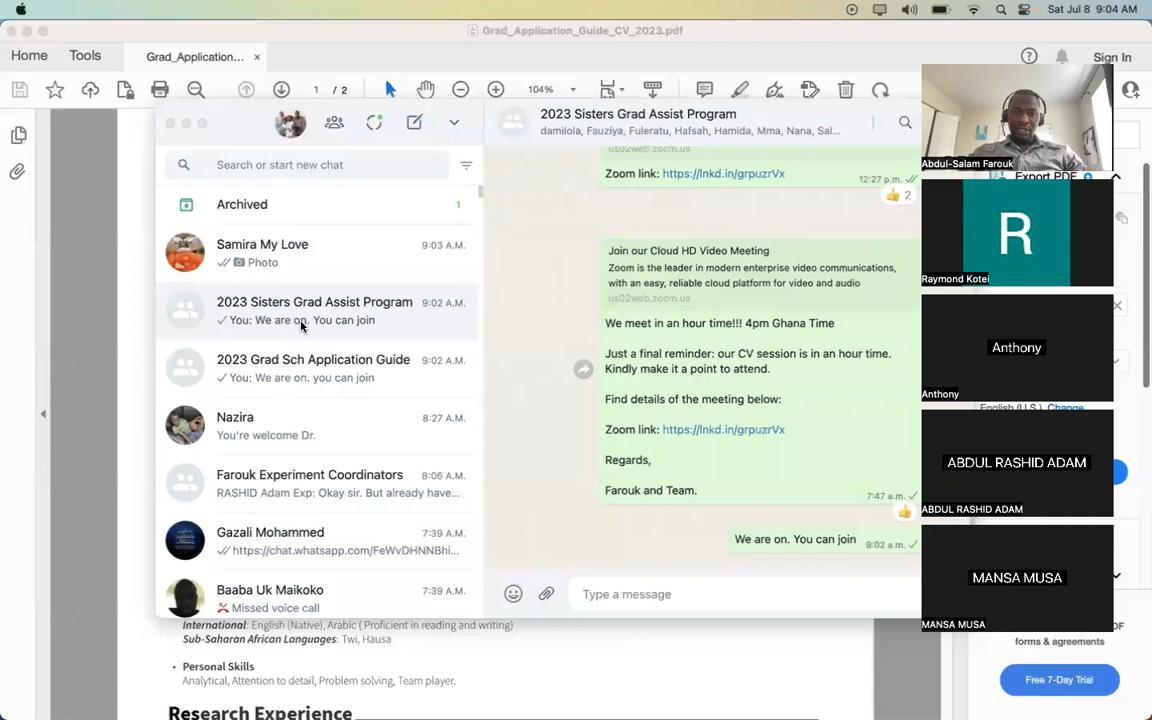 Sat Jul 8 9:04 AM
Grad_Application_Guide_CV_2023.pdf
Home Tools Grad_Application... × Sign In
1 / 2 104%
2023 Sisters Grad Assist Program
damilola, Fauziya, Fuleratu, Hafsah, Hamida, Mma, Nana, Sal...
Search or start new chat
Archived 1
Samira My Love 9:03 A.M.
Photo
2023 Sisters Grad Assist Program 9:02 A.M.
You: We are on. You can join
2023 Grad Sch Application Guide 9:02 A.M.
You: We are on. you can join
Nazira 8:27 A.M.
You're welcome Dr.
Farouk Experiment Coordinators 8:06 A.M.
RASHID Adam Exp: Okay sir. But already have...
Gazali Mohammed 7:39 A.M.
https://chat.whatsapp.com/FeWvDHNNBhi...
Baaba Uk Maikoko 7:39 A.M.
Missed voice call
us02web.zoom.us
Zoom link: https://lnkd.in/grpuzrVx
12:27 p.m.
2
Join our Cloud HD Video Meeting
Zoom is the leader in modern enterprise video communications,
with an easy, reliable cloud platform for video and audio
us02web.zoom.us
We meet in an hour time!!! 4pm Ghana Time
Just a final reminder: our CV session is in an hour time.
Kindly make it a point to attend.
Find details of the meeting below:
Zoom link: https://lnkd.in/grpuzrVx
Regards,
Farouk and Team.
7:47 a.m.
We are on. You can join 9:02 a.m.
Type a message
Abdul-Salam Farouk
Export PDF
R
Raymond Kotei
Anthony
Anthony
English (U.S.) Change
ABDUL RASHID ADAM
ABDUL RASHID ADAM
MANSA MUSA
MANSA MUSA
forms & agreements
Free 7-Day Trial
International: English (Native), Arabic ( Proficient in reading and writing)
Sub-Saharan African Languages: Twi, Hausa
• Personal Skills
Analytical, Attention to detail, Problem solving, Team player.
Research Experience